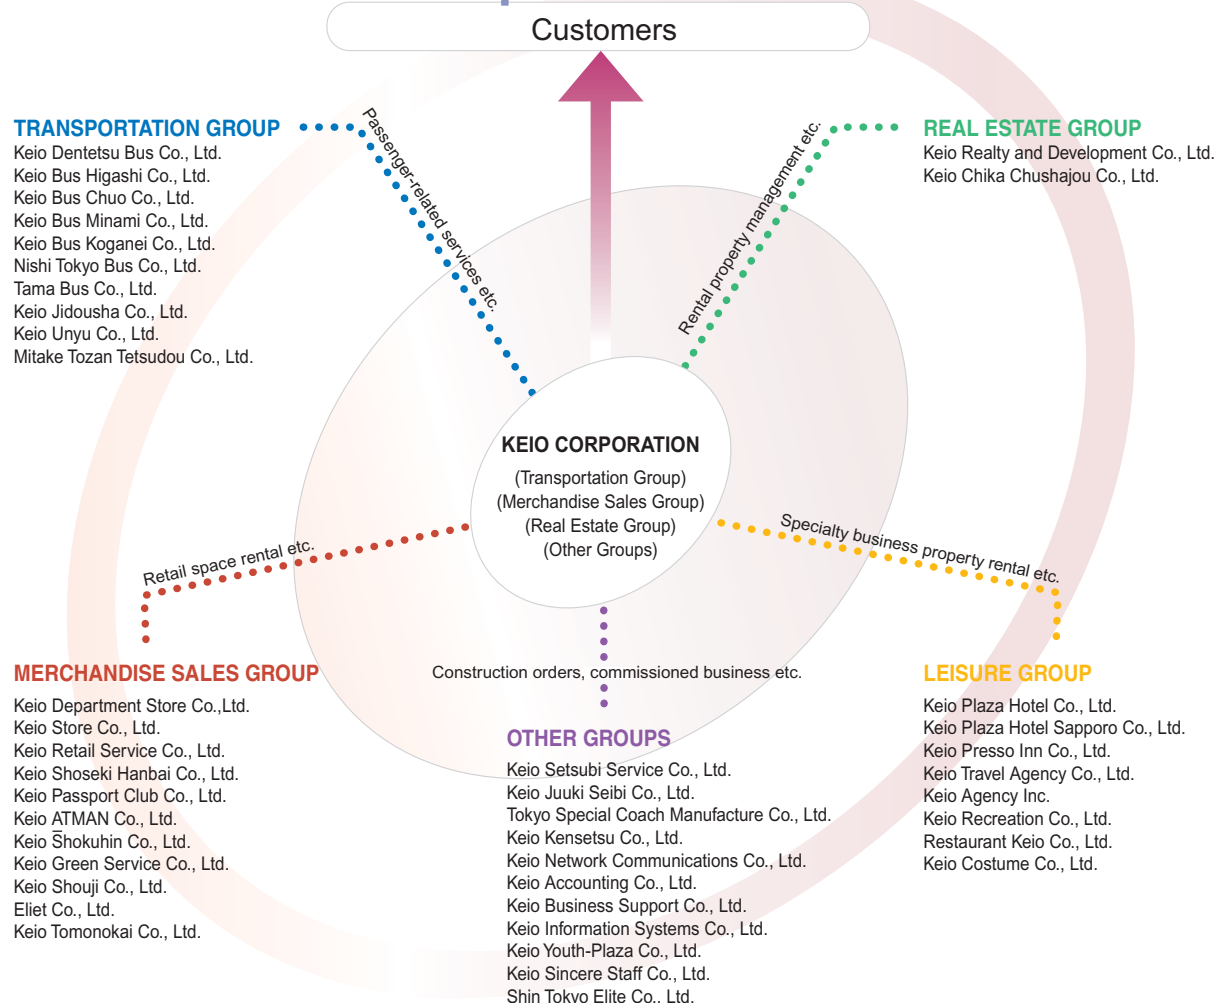 Customers
TRANSPORTATION GROUP
Keio Dentetsu Bus Co., Ltd.
Keio Bus Higashi Co., Ltd.
Keio Bus Chuo Co., Ltd.
Keio Bus Minami Co., Ltd.
Keio Bus Koganei Co., Ltd.
Nishi Tokyo Bus Co., Ltd.
Tama Bus Co., Ltd.
Keio Jidousha Co., Ltd.
Keio Unyu Co., Ltd.
Mitake Tozan Tetsudou Co., Ltd.
Passenger-related services etc.
Rental property management etc.
REAL ESTATE GROUP
Keio Realty and Development Co., Ltd.
Keio Chika Chushajou Co., Ltd.
KEIO CORPORATION
(Transportation Group)
(Merchandise Sales Group)
(Real Estate Group)
(Other Groups)
Retail space rental etc.
Specialty business property rental etc.
MERCHANDISE SALES GROUP
Keio Department Store Co.,Ltd.
Keio Store Co., Ltd.
Keio Retail Service Co., Ltd.
Keio Shoseki Hanbai Co., Ltd.
Keio Passport Club Co., Ltd.
Keio ATMAN Co., Ltd.
Keio Shokuhin Co., Ltd.
Keio Green Service Co., Ltd.
Keio Shouji Co., Ltd.
Eliet Co., Ltd.
Keio Tomonokai Co., Ltd.
Construction orders, commissioned business etc.
OTHER GROUPS
Keio Setsubi Service Co., Ltd.
Keio Juuki Seibi Co., Ltd.
Tokyo Special Coach Manufacture Co., Ltd.
Keio Kensetsu Co., Ltd.
Keio Network Communications Co., Ltd.
Keio Accounting Co., Ltd.
Keio Business Support Co., Ltd.
Keio Information Systems Co., Ltd.
Keio Youth-Plaza Co., Ltd.
Keio Sincere Staff Co., Ltd.
Shin Tokyo Elite Co., Ltd.
LEISURE GROUP
Keio Plaza Hotel Co., Ltd.
Keio Plaza Hotel Sapporo Co., Ltd.
Keio Presso Inn Co., Ltd.
Keio Travel Agency Co., Ltd.
Keio Agency Inc.
Keio Recreation Co., Ltd.
Restaurant Keio Co., Ltd.
Keio Costume Co., Ltd.